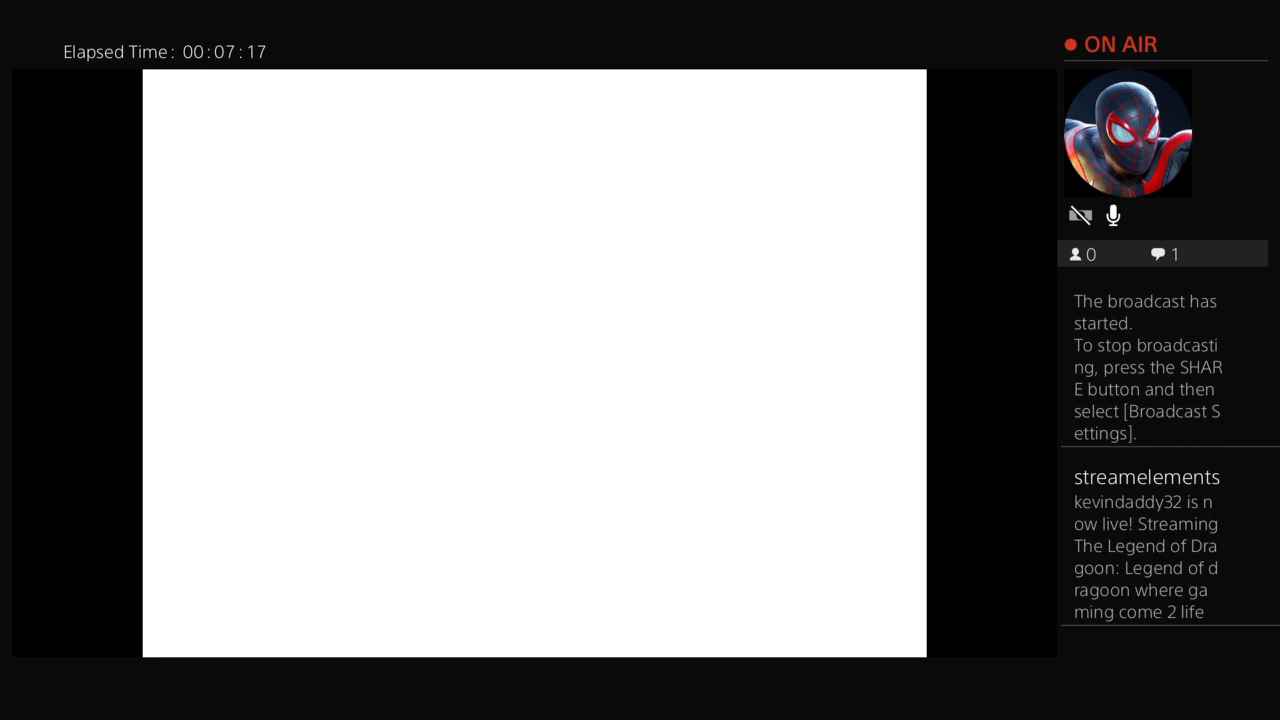 Elapsed Time: 00:07:17
ON AIR
0 1
The broadcast has
started.
To stop broadcasti
ng, press the SHAR
E button and then
select [Broadcast S
ettings].
streamelements
kevindaddy32 is n
ow live! Streaming
The Legend of Dra
goon: Legend of d
ragoon where ga
ming come 2 life